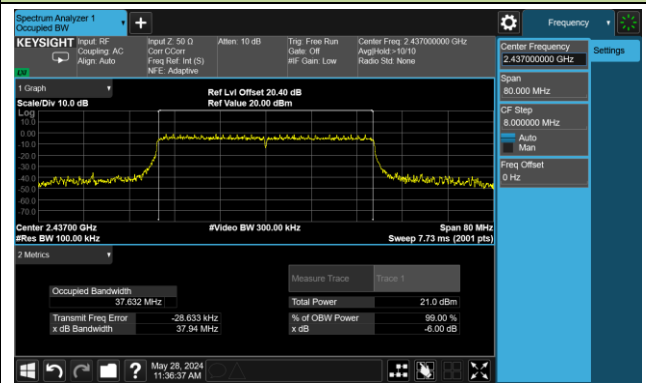 Spectrum Analyzer 1
Occupied BW
+
Frequency
KEYSIGHT
Input: RF
Coupling: AC
Align: Auto
Input Z: 50 Ω
Corr CCorr
Freq Ref: Int (S)
NFE: Adaptive
Atten: 10 dB
Trig: Free Run
Gate: Off
#IF Gain: Low
Center Freq: 2.437000000 GHz
Avg|Hold:>10/10
Radio Std: None
Center Frequency
2.437000000 GHz
Settings
Span
80.000 MHz
CF Step
8.000000 MHz
Auto
Man
Freq Offset
0 Hz
1 Graph
Scale/Div 10.0 dB
Ref Lvl Offset 20.40 dB
Ref Value 20.00 dBm
Log
10.0
0.00
-10.0
-20.0
-30.0
-40.0
-50.0
-60.0
-70.0
Center 2.43700 GHz
#Res BW 100.00 kHz
#Video BW 300.00 kHz
Span 80 MHz
Sweep 7.73 ms (2001 pts)
2 Metrics
Measure Trace
Trace 1
Occupied Bandwidth
37.632 MHz
Total Power
21.0 dBm
Transmit Freq Error
-28.633 kHz
% of OBW Power
99.00 %
x dB Bandwidth
37.94 MHz
x dB
-6.00 dB
?
May 28, 2024
11:36:37 AM